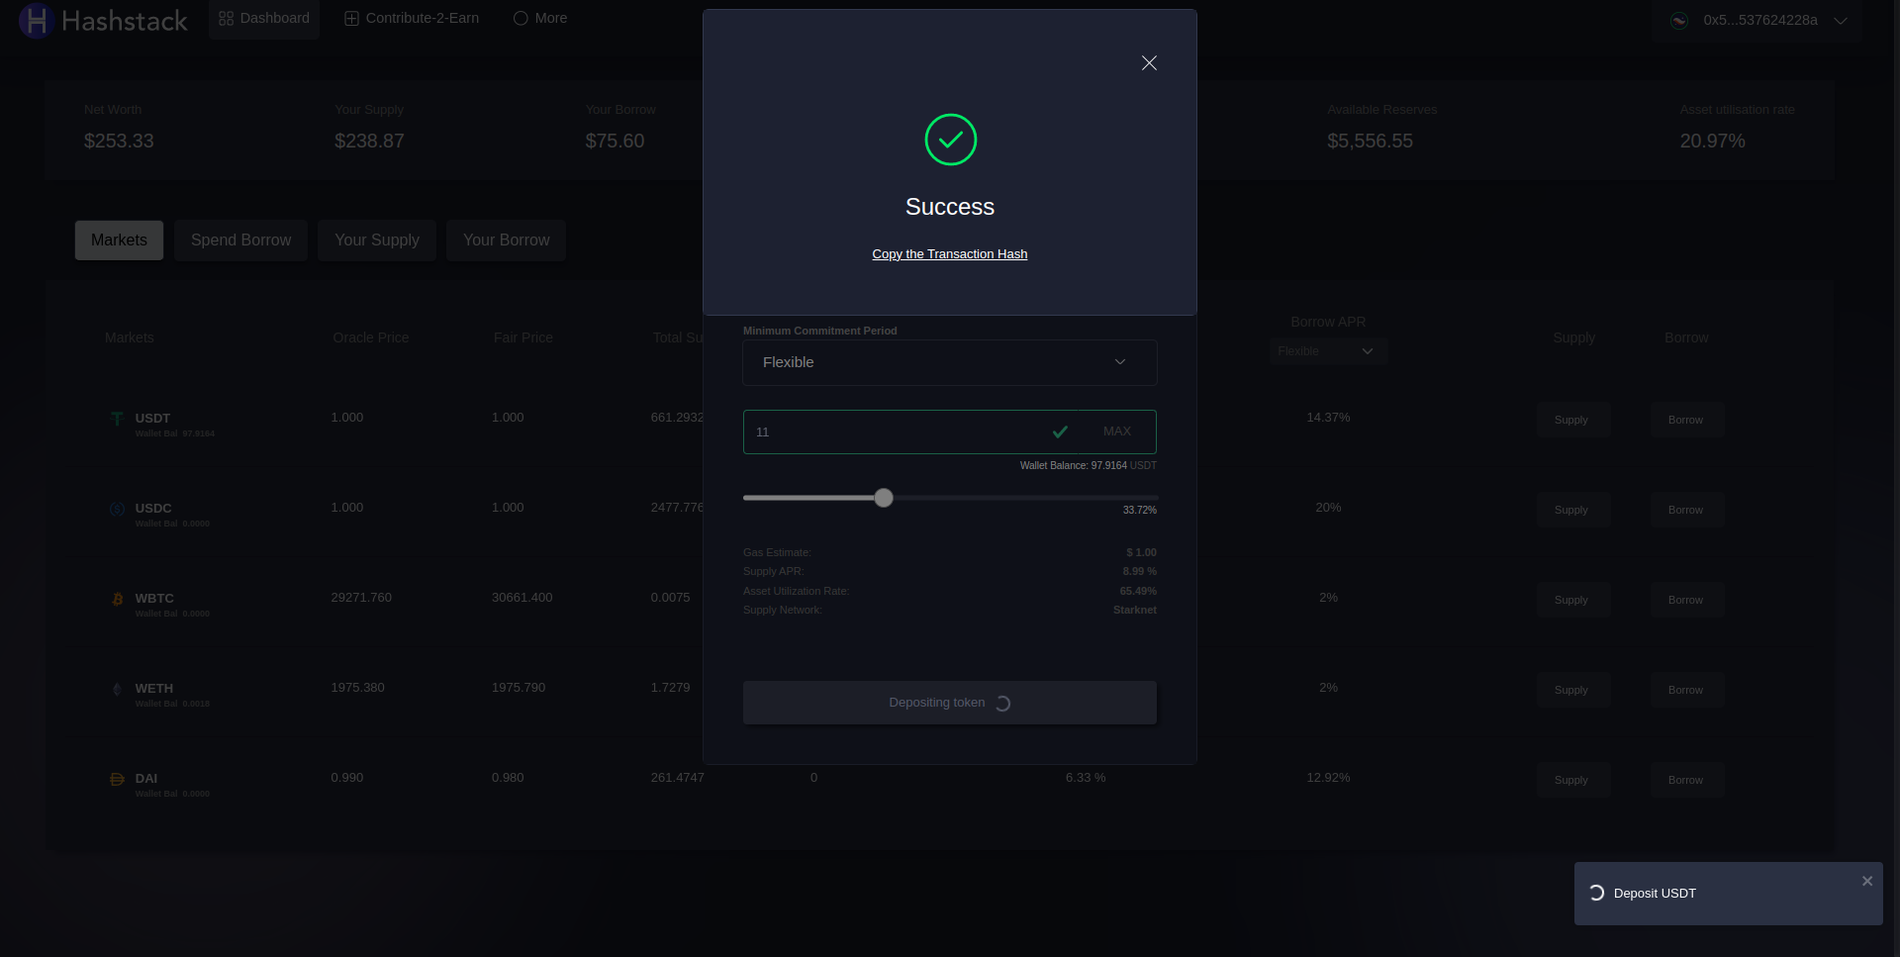 Hashstack
Dashboard
Contribute-2-Earn
More
0x5...537624228a
Net Worth
Your Supply
Your Borrow
Available Reserves
Asset utilisation rate
$253.33
$238.87
$75.60
$5,556.55
20.97%
Success
Copy the Transaction Hash
Markets
Spend Borrow
Your Supply
Your Borrow
Markets
Oracle Price
Fair Price
Total Su
Borrow APR
Flexible
Supply
Borrow
Minimum Commitment Period
Flexible
11
MAX
Wallet Balance: 97.9164 USDT
33.72%
Gas Estimate: $ 1.00
Supply APR: 8.99 %
Asset Utilization Rate: 65.49%
Supply Network: Starknet
Depositing token
USDT 1.000 1.000 661.2932 14.37% Supply Borrow
Wallet Bal 97.9164
USDC 1.000 1.000 2477.776 20% Supply Borrow
Wallet Bal 0.0000
WBTC 29271.760 30661.400 0.0075 2% Supply Borrow
Wallet Bal 0.0000
WETH 1975.380 1975.790 1.7279 2% Supply Borrow
Wallet Bal 0.0018
DAI 0.990 0.980 261.4747 0 6.33 % 12.92% Supply Borrow
Wallet Bal 0.0000
Deposit USDT